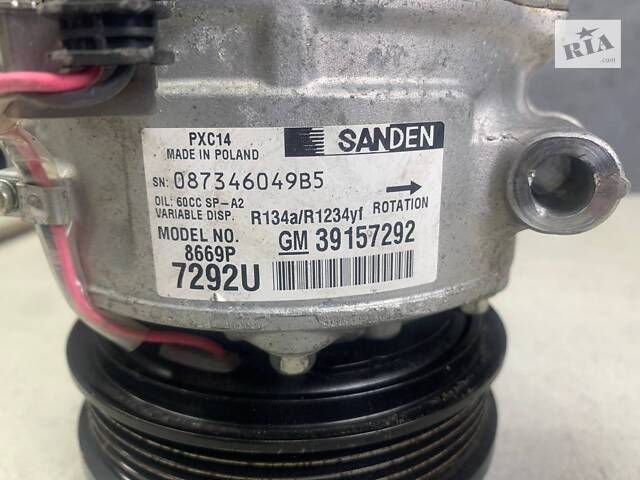 RIA
.com
PXC14
MADE IN POLAND
SANDEN
SN: 087346049B5
OIL: 60CC SP-A2
VARIABLE DISP.
R134a/R1234yf
ROTATION
MODEL NO.
8669P
GM 39157292
7292U